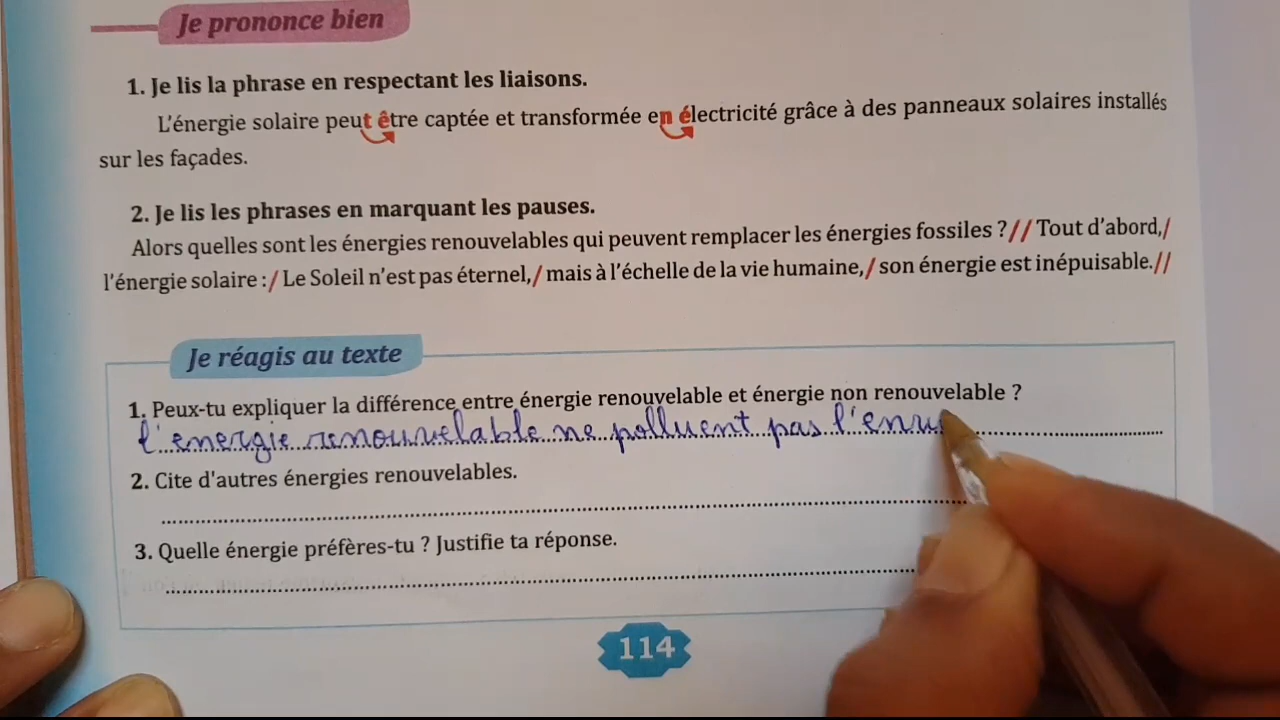 Je prononce bien
1. Je lis la phrase en respectant les liaisons.
L'énergie solaire peut être captée et transformée en électricité grâce à des panneaux solaires installés
sur les façades.
2. Je lis les phrases en marquant les pauses.
Alors quelles sont les énergies renouvelables qui peuvent remplacer les énergies fossiles ?// Tout d'abord,/
l'énergie solaire :/ Le Soleil n'est pas éternel,/ mais à l'échelle de la vie humaine,/ son énergie est inépuisable.//
Je réagis au texte
1. Peux-tu expliquer la différence entre énergie renouvelable et énergie non renouvelable ?
l'energie renouvelable ne polluent pas l'
2. Cite d'autres énergies renouvelables.
3. Quelle énergie préfères-tu ? Justifie ta réponse.
114